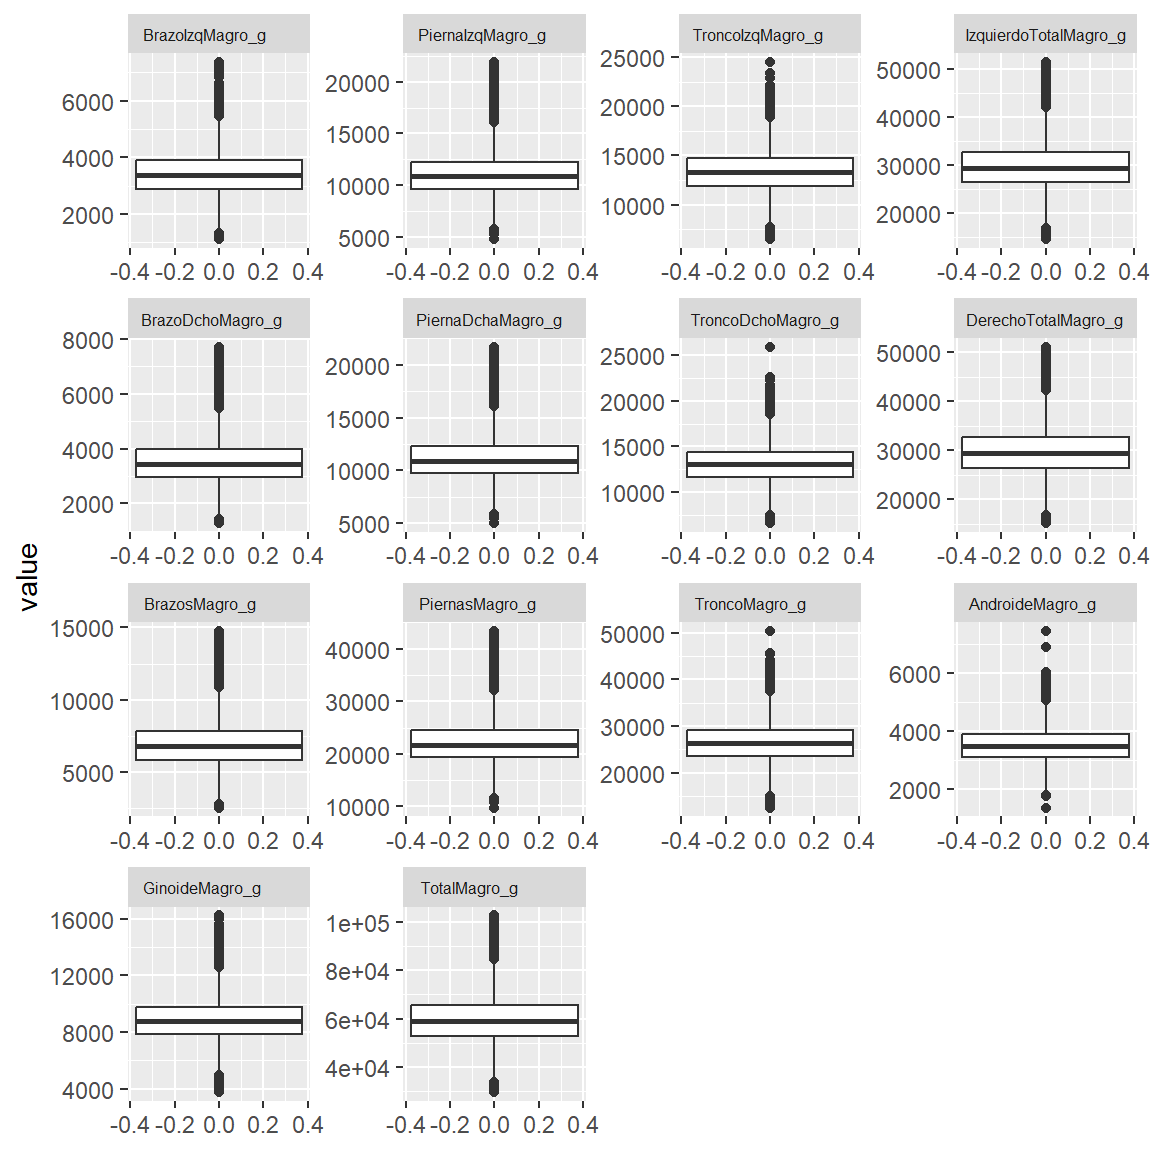 BrazoIzqMagro_g PiernaIzqMagro_g TroncoIzqMagro_g IzquierdoTotalMagro_g
6000 20000 25000 50000
4000 15000 20000 40000
2000 10000 15000 30000
5000 10000 20000
-0.4 -0.2 0.0 0.2 0.4 -0.4 -0.2 0.0 0.2 0.4 -0.4 -0.2 0.0 0.2 0.4 -0.4 -0.2 0.0 0.2 0.4
BrazoDchoMagro_g PiernaDchaMagro_g TroncoDchoMagro_g DerechoTotalMagro_g
8000 20000 25000 50000
6000 15000 20000 40000
4000 10000 15000 30000
2000 5000 10000 20000
-0.4 -0.2 0.0 0.2 0.4 -0.4 -0.2 0.0 0.2 0.4 -0.4 -0.2 0.0 0.2 0.4 -0.4 -0.2 0.0 0.2 0.4
value
BrazosMagro_g PiernasMagro_g TroncoMagro_g AndroideMagro_g
15000 40000 50000 6000
10000 30000 40000 4000
5000 20000 30000 2000
10000 20000
-0.4 -0.2 0.0 0.2 0.4 -0.4 -0.2 0.0 0.2 0.4 -0.4 -0.2 0.0 0.2 0.4 -0.4 -0.2 0.0 0.2 0.4
GinoideMagro_g TotalMagro_g
16000 1e+05
12000 8e+04
8000 6e+04
4000 4e+04
-0.4 -0.2 0.0 0.2 0.4 -0.4 -0.2 0.0 0.2 0.4